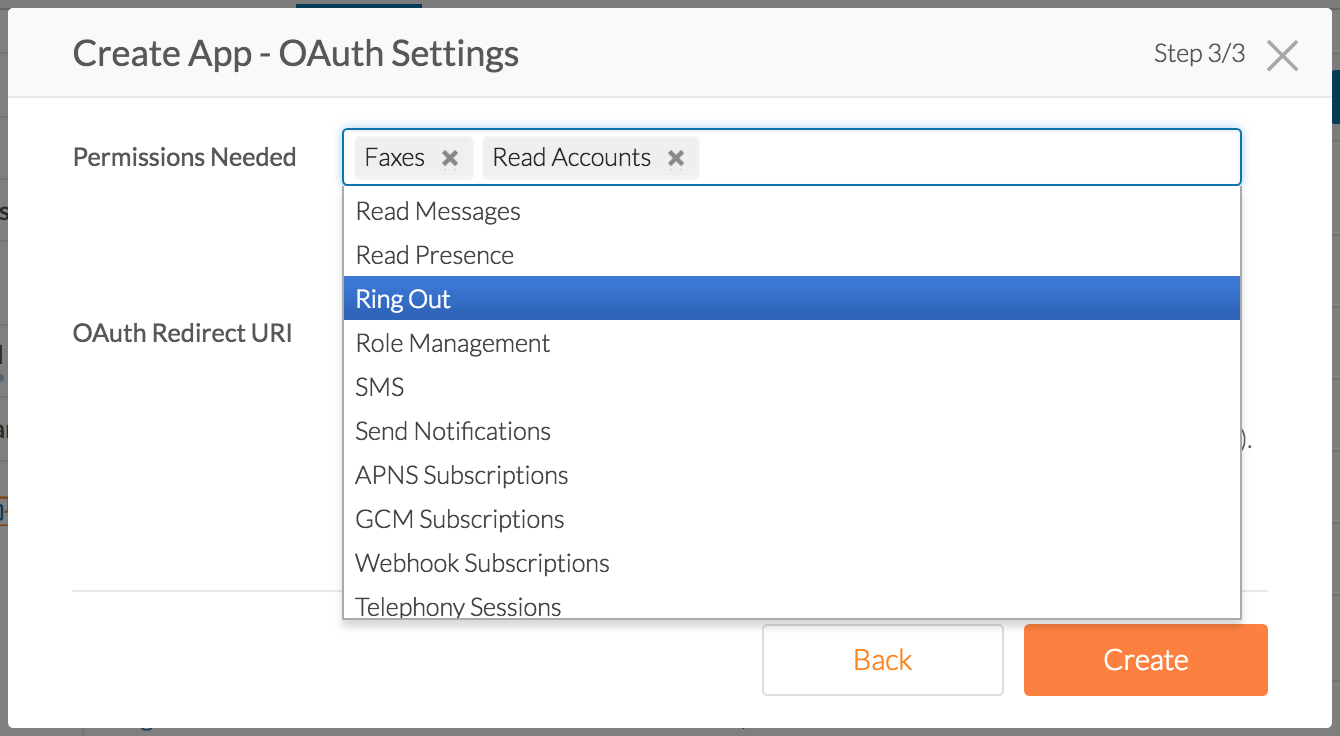 Create App - OAuth Settings
Step 3/3
Permissions Needed
Faxes
Read Accounts
Read Messages
Read Presence
Ring Out
OAuth Redirect URI
Role Management
SMS
Send Notifications
).
APNS Subscriptions
GCM Subscriptions
Webhook Subscriptions
Telephony Sessions
Back
Create